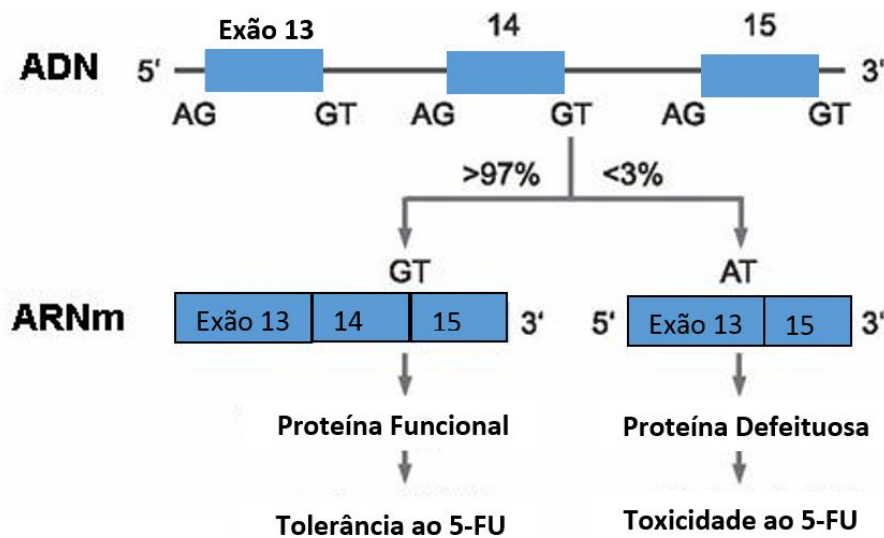 Exão 13 14 15
ADN 5' 3'
AG GT AG GT AG GT
>97% <3%
GT AT
ARNm Exão 13 14 15 3' 5' Exão 13 15 3'
Proteína Funcional Proteína Defeituosa
Tolerância ao 5-FU Toxicidade ao 5-FU